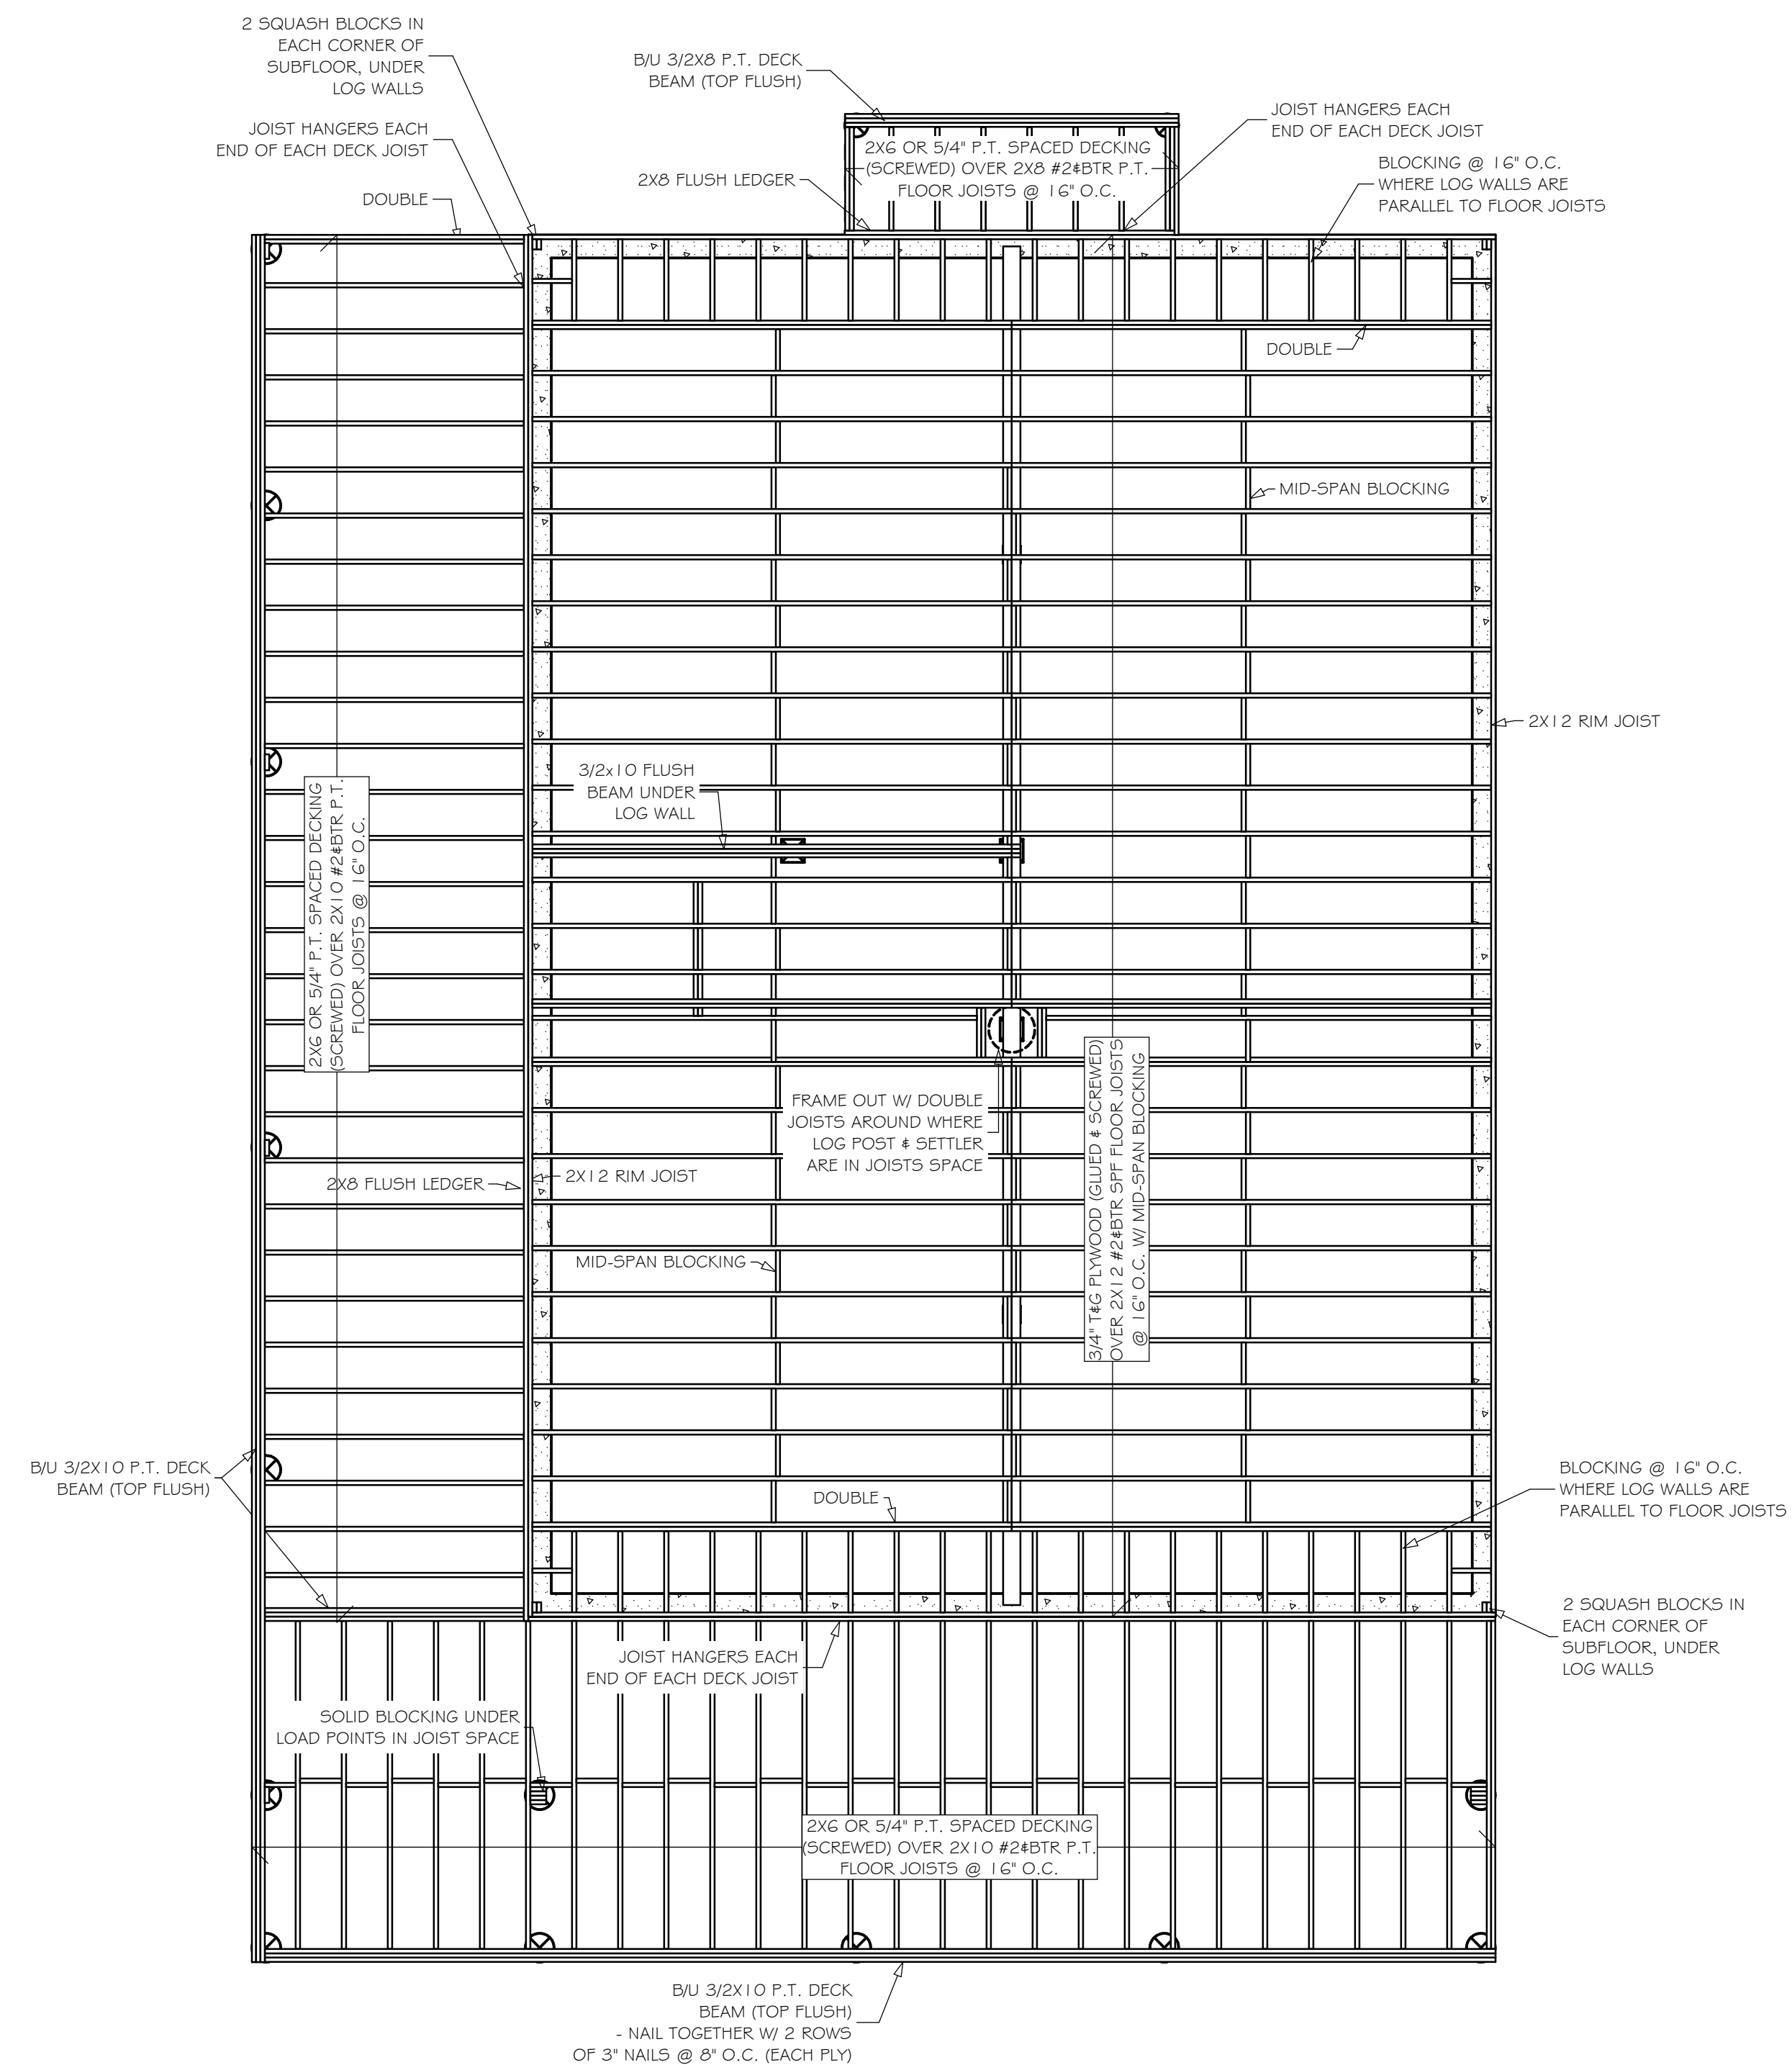 2 SQUASH BLOCKS IN
EACH CORNER OF
SUBFLOOR, UNDER
LOG WALLS
B/U 3/2X8 P.T. DECK
BEAM (TOP FLUSH)
JOIST HANGERS EACH
END OF EACH DECK JOIST
JOIST HANGERS EACH
END OF EACH DECK JOIST
2X6 OR 5/4" P.T. SPACED DECKING
(SCREWED) OVER 2X8 #2&BTR P.T.
FLOOR JOISTS @ 16" O.C.
BLOCKING @ 16" O.C.
WHERE LOG WALLS ARE
PARALLEL TO FLOOR JOISTS
2X8 FLUSH LEDGER
DOUBLE
DOUBLE
MID-SPAN BLOCKING
2X12 RIM JOIST
3/2x10 FLUSH
BEAM UNDER
LOG WALL
2X6 OR 5/4" P.T. SPACED DECKING
(SCREWED) OVER 2X10 #2&BTR P.T.
FLOOR JOISTS @ 16" O.C.
FRAME OUT W/ DOUBLE
JOISTS AROUND WHERE
LOG POST & SETTLER
ARE IN JOISTS SPACE
3/4" T&G PLYWOOD (GLUED & SCREWED)
OVER 2X12 #2&BTR SPF FLOOR JOISTS
@ 16" O.C. W/ MID-SPAN BLOCKING
2X8 FLUSH LEDGER
2X12 RIM JOIST
MID-SPAN BLOCKING
B/U 3/2X10 P.T. DECK
BEAM (TOP FLUSH)
DOUBLE
BLOCKING @ 16" O.C.
WHERE LOG WALLS ARE
PARALLEL TO FLOOR JOISTS
2 SQUASH BLOCKS IN
EACH CORNER OF
SUBFLOOR, UNDER
LOG WALLS
JOIST HANGERS EACH
END OF EACH DECK JOIST
SOLID BLOCKING UNDER
LOAD POINTS IN JOIST SPACE
2X6 OR 5/4" P.T. SPACED DECKING
(SCREWED) OVER 2X10 #2&BTR P.T.
FLOOR JOISTS @ 16" O.C.
B/U 3/2X10 P.T. DECK
BEAM (TOP FLUSH)
- NAIL TOGETHER W/ 2 ROWS
OF 3" NAILS @ 8" O.C. (EACH PLY)